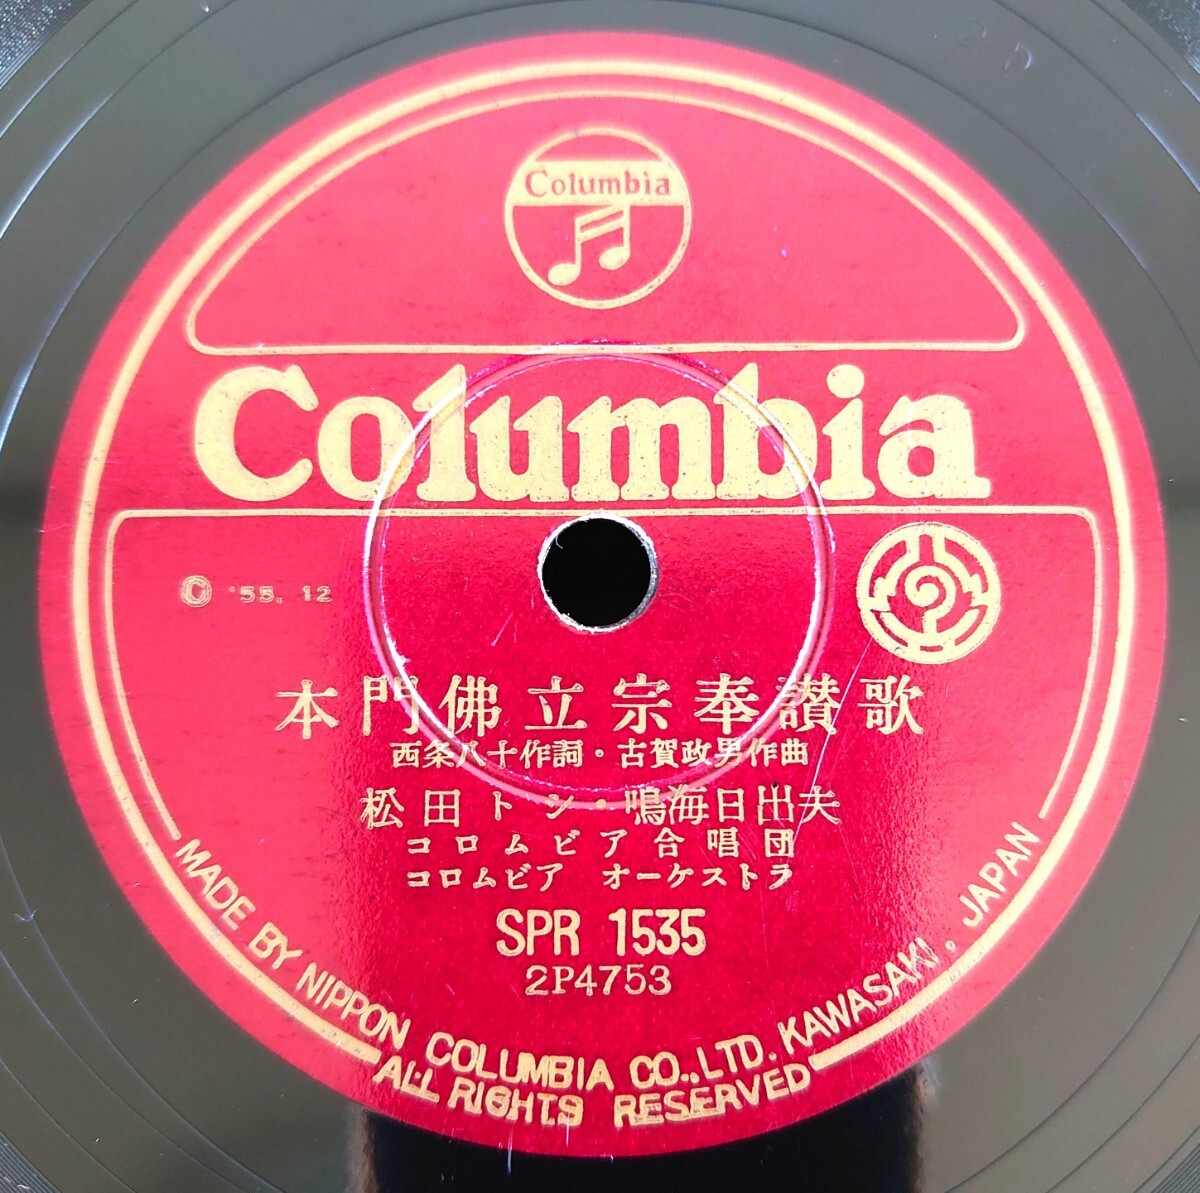 2D
Columbia
Columbia
Ⓒ '55. 12
本門佛立宗奉讃歌
西条八十作詞・古賀政男作曲
松田トシ・鳴海日出夫
コロムビア合唱団
コロムビア オーケストラ
SPR 1535
2P4753
MADE BY NIPPON COLUMBIA CO., LTD. KAWASAKI, JAPAN
ALL RIGHTS RESERVED